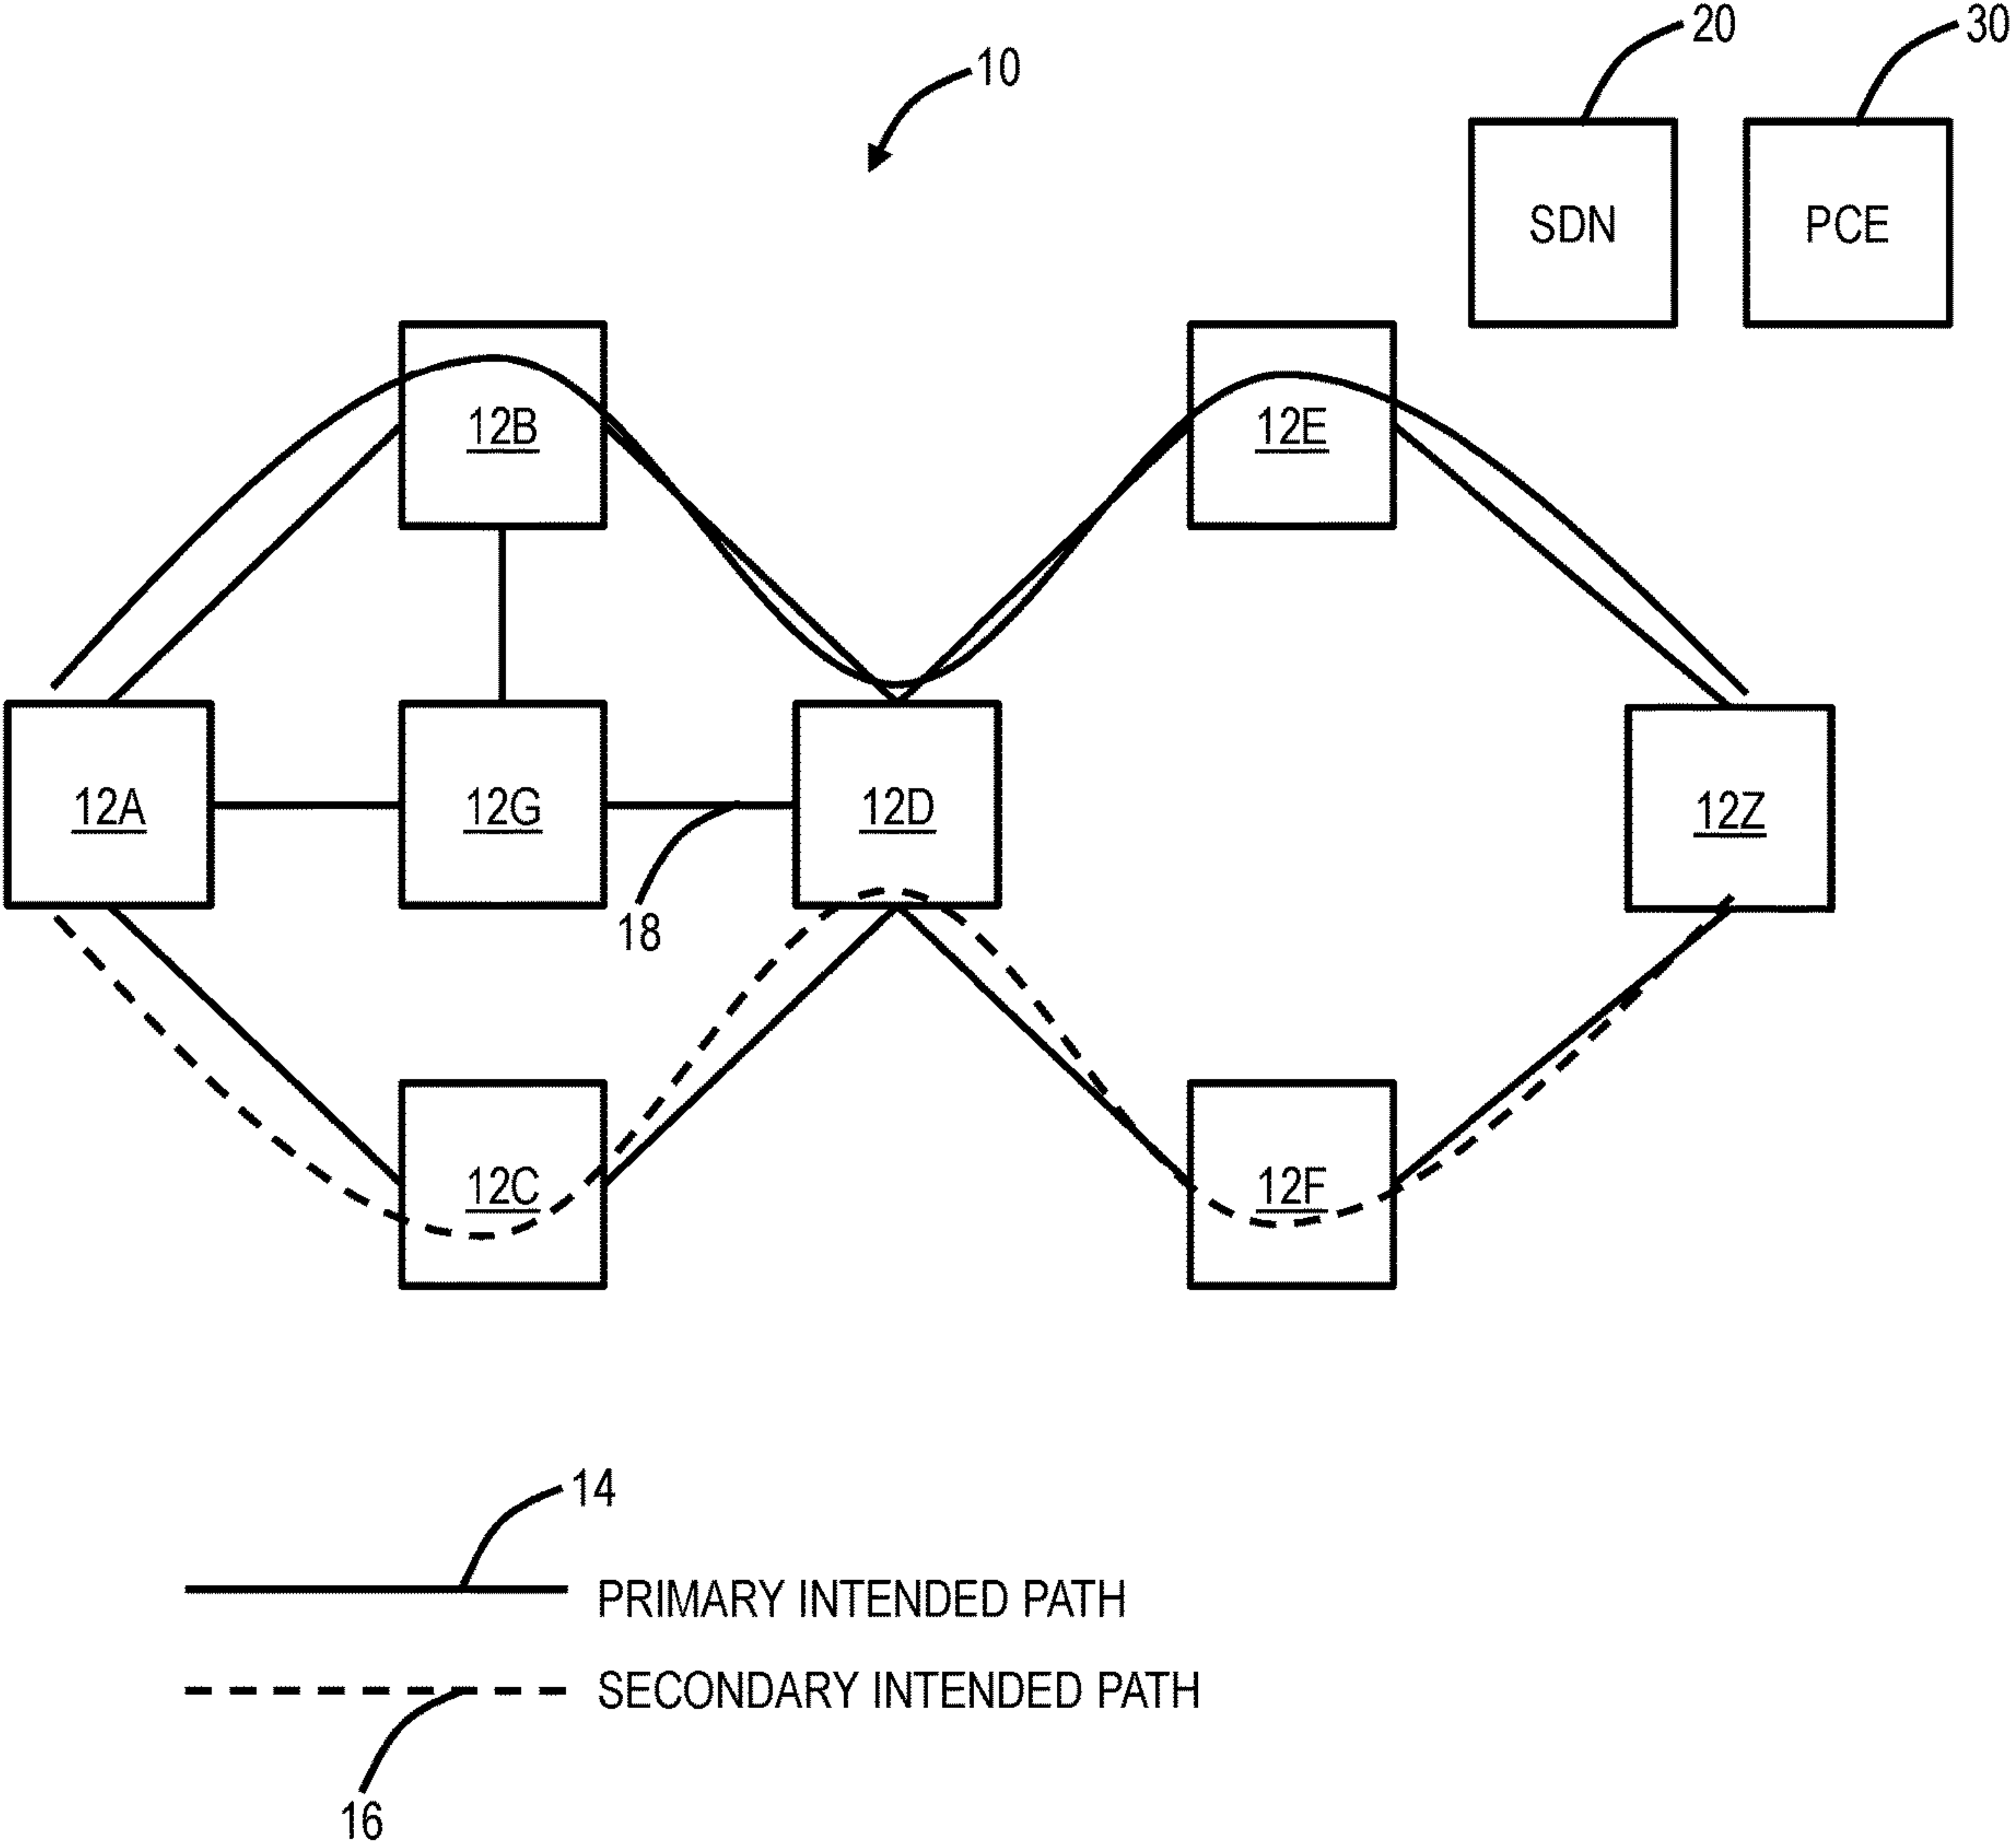 20
30
10
SDN
PCE
12B
12E
12A
12G
12D
12Z
18
12C
12F
14
PRIMARY INTENDED PATH
SECONDARY INTENDED PATH
16